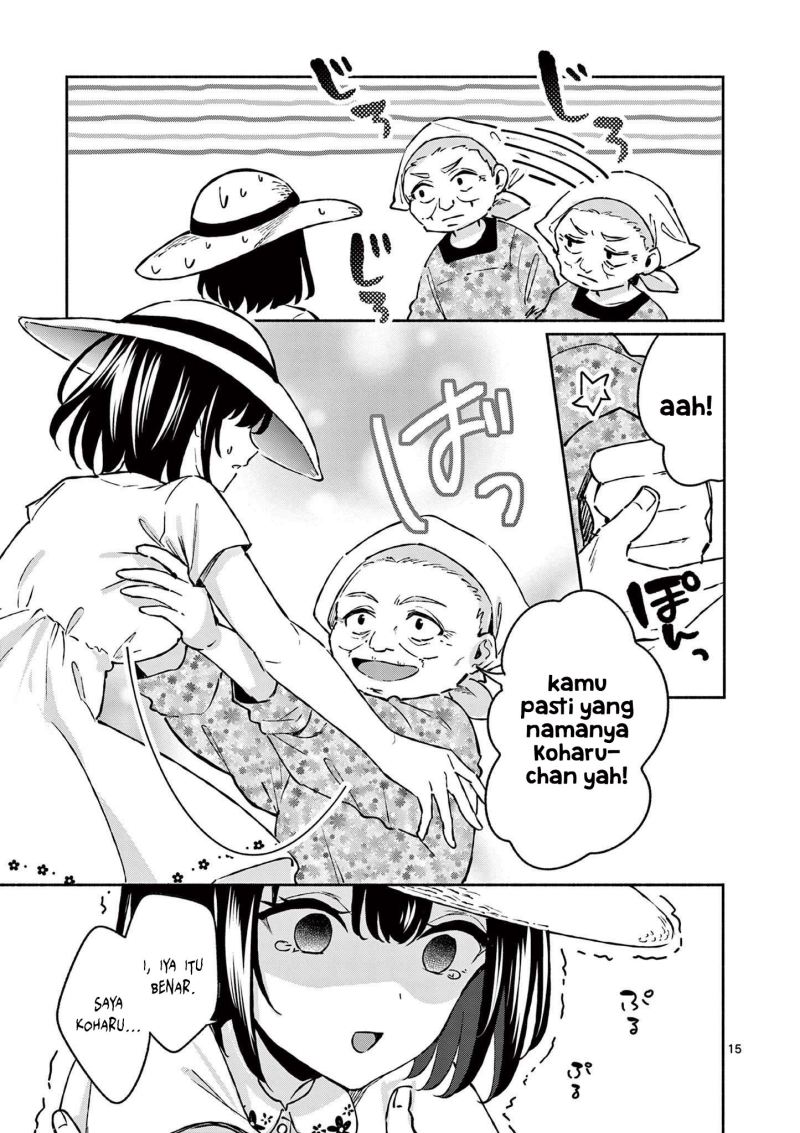 じろ
じろ
じろ
aah!
ぽんっ
ばっ
kamu
pasti yang
namanya
Koharu-
chan yah!
I, IYA ITU
BENAR.
SAYA
KOHARU...
ぷる
ぷる
15